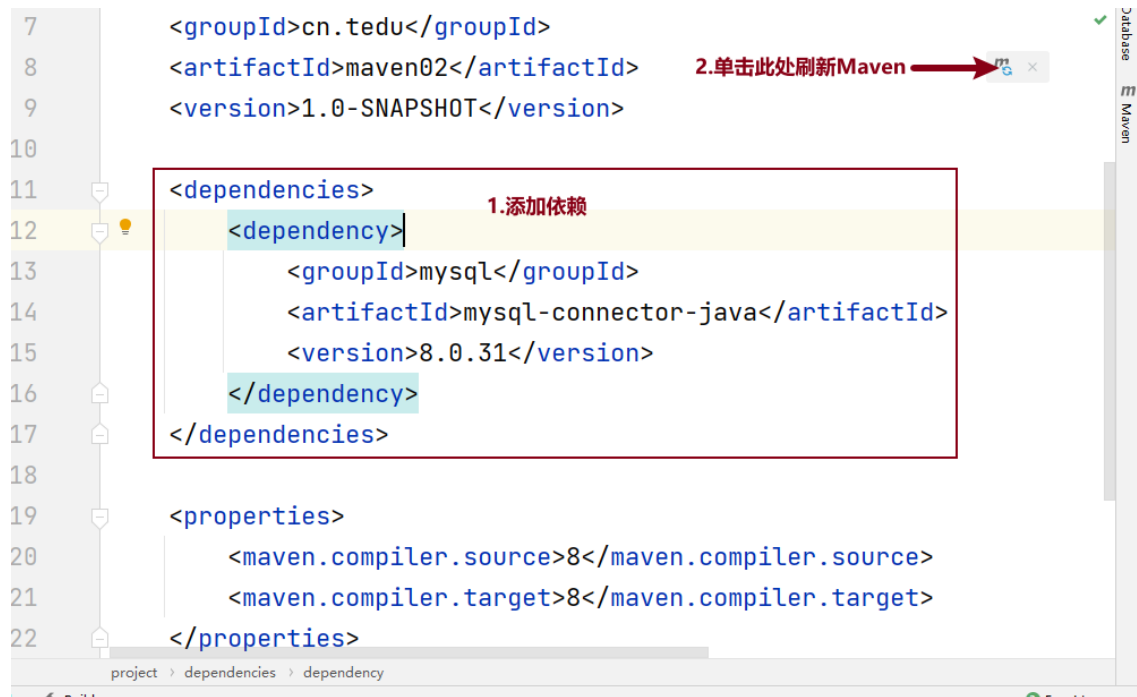 7 <groupId>cn.tedu</groupId>
8 <artifactId>maven02</artifactId> 2.单击此处刷新Maven
9 <version>1.0-SNAPSHOT</version>
10
11 <dependencies>
1.添加依赖
12 <dependency>
13 <groupId>mysql</groupId>
14 <artifactId>mysql-connector-java</artifactId>
15 <version>8.0.31</version>
16 </dependency>
17 </dependencies>
18
19 <properties>
20 <maven.compiler.source>8</maven.compiler.source>
21 <maven.compiler.target>8</maven.compiler.target>
22 </properties>
project › dependencies › dependency
Database
m Maven